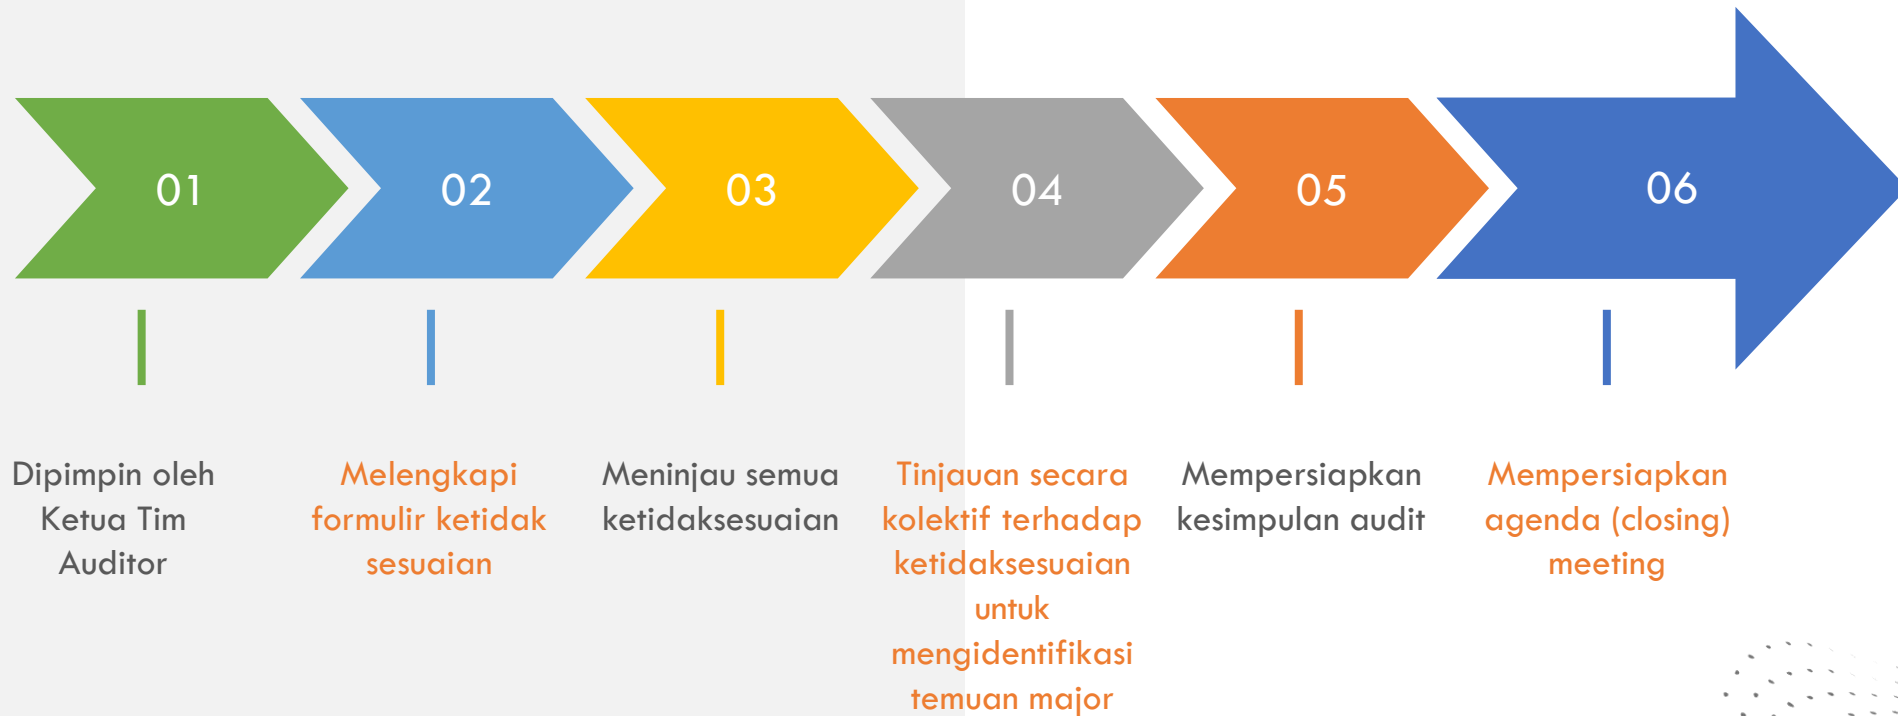 01
02
03
04
05
06
Dipimpin oleh
Ketua Tim
Auditor
Melengkapi
formulir ketidak
sesuaian
Meninjau semua
ketidaksesuaian
Tinjauan secara
kolektif terhadap
ketidaksesuaian
untuk
mengidentifikasi
temuan major
Mempersiapkan
kesimpulan audit
Mempersiapkan
agenda (closing)
meeting